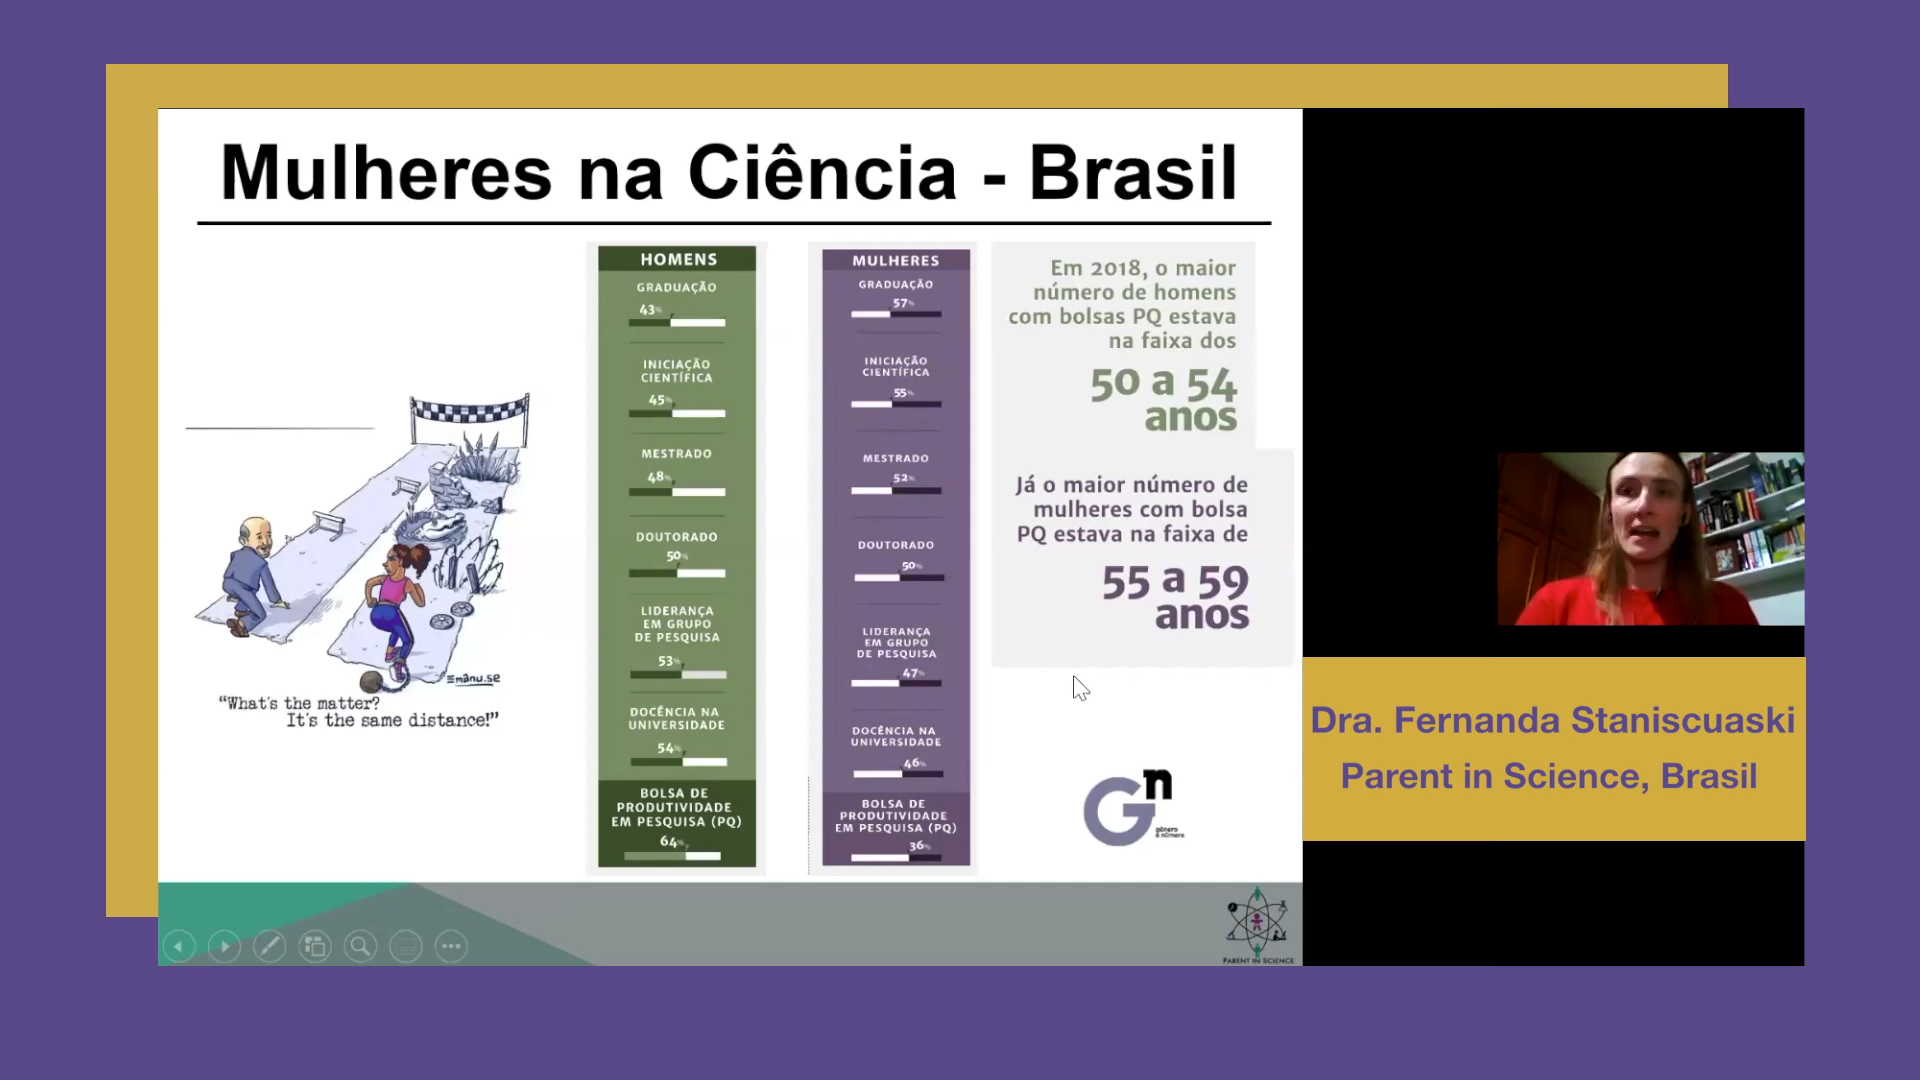 Mulheres na Ciência - Brasil
“What's the matter?
It's the same distance!”
Emanu.se
HOMENS
GRADUAÇÃO
43%
INICIAÇÃO
CIENTÍFICA
45%
MESTRADO
48%
DOUTORADO
50%
LIDERANÇA
EM GRUPO
DE PESQUISA
53%
DOCÊNCIA NA
UNIVERSIDADE
54%
BOLSA DE
PRODUTIVIDADE
EM PESQUISA (PQ)
64%
MULHERES
GRADUAÇÃO
57%
INICIAÇÃO
CIENTÍFICA
55%
MESTRADO
52%
DOUTORADO
50%
LIDERANÇA
EM GRUPO
DE PESQUISA
47%
DOCÊNCIA NA
UNIVERSIDADE
46%
BOLSA DE
PRODUTIVIDADE
EM PESQUISA (PQ)
36%
Em 2018, o maior
número de homens
com bolsas PQ estava
na faixa dos
50 a 54
anos
Já o maior número de
mulheres com bolsa
PQ estava na faixa de
55 a 59
anos
Gn
gênero
& número
PARENT IN SCIENCE
Dra. Fernanda Staniscuaski
Parent in Science, Brasil